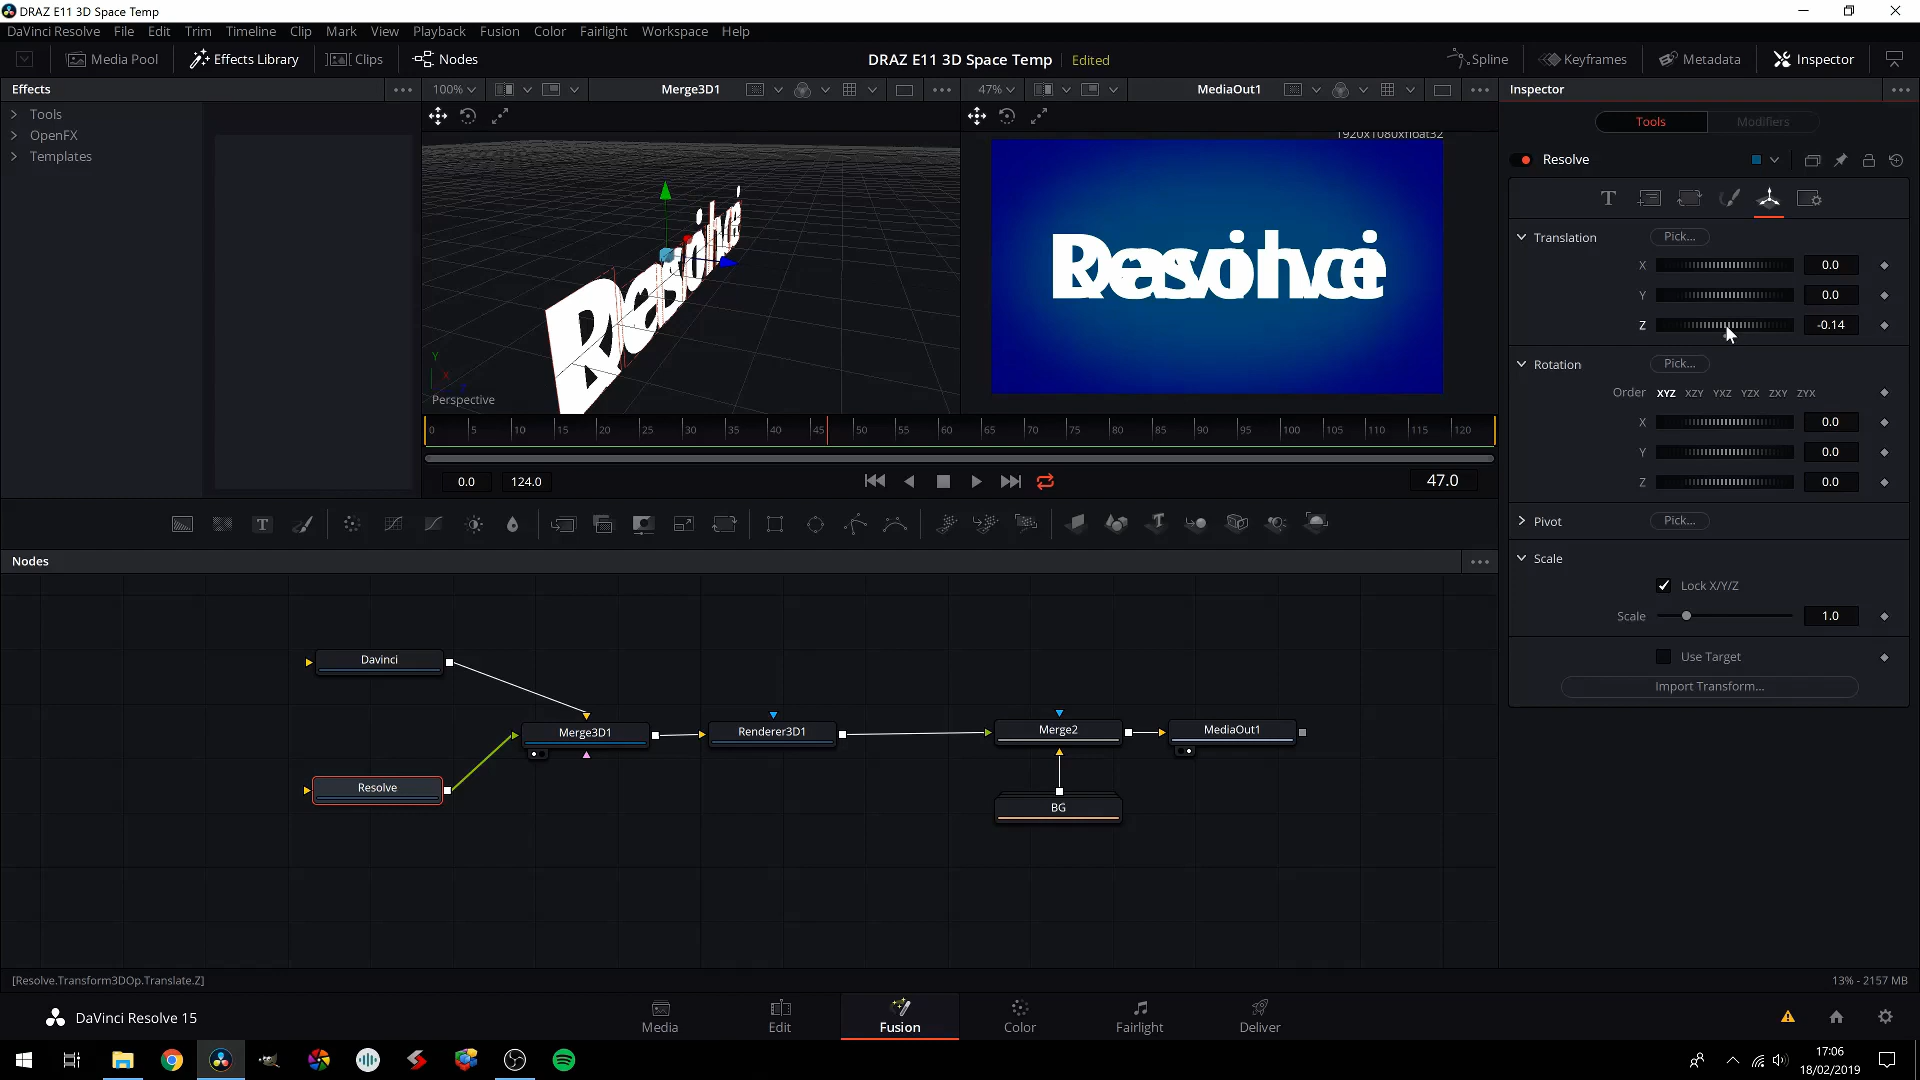 DRAZ E11 3D Space Temp
DaVinci Resolve File Edit Trim Timeline Clip Mark View Playback Fusion Color Fairlight Workspace Help
Media Pool Effects Library Clips Nodes DRAZ E11 3D Space Temp Edited Spline Keyframes Metadata Inspector
Effects 100% Merge3D1 47% MediaOut1 Inspector
Tools
OpenFX
Templates
Perspective
1920x1080xfloat32
Tools Modifiers
Resolve
Translation Pick...
X 0.0
Y 0.0
Z -0.14
Rotation Pick...
Order XYZ XZY YXZ YZX ZXY ZYX
X 0.0
Y 0.0
Z 0.0
Pivot Pick...
Scale
Lock X/Y/Z
Scale 1.0
Use Target
Import Transform...
0 5 10 15 20 25 30 35 40 45 50 55 60 65 70 75 80 85 90 95 100 105 110 115 120
0.0 124.0 47.0
T
Nodes
Davinci
Merge3D1 Renderer3D1 Merge2 MediaOut1
Resolve
BG
[Resolve.Transform3DOp.Translate.Z] 13% - 2157 MB
DaVinci Resolve 15 Media Edit Fusion Color Fairlight Deliver
17:06
18/02/2019